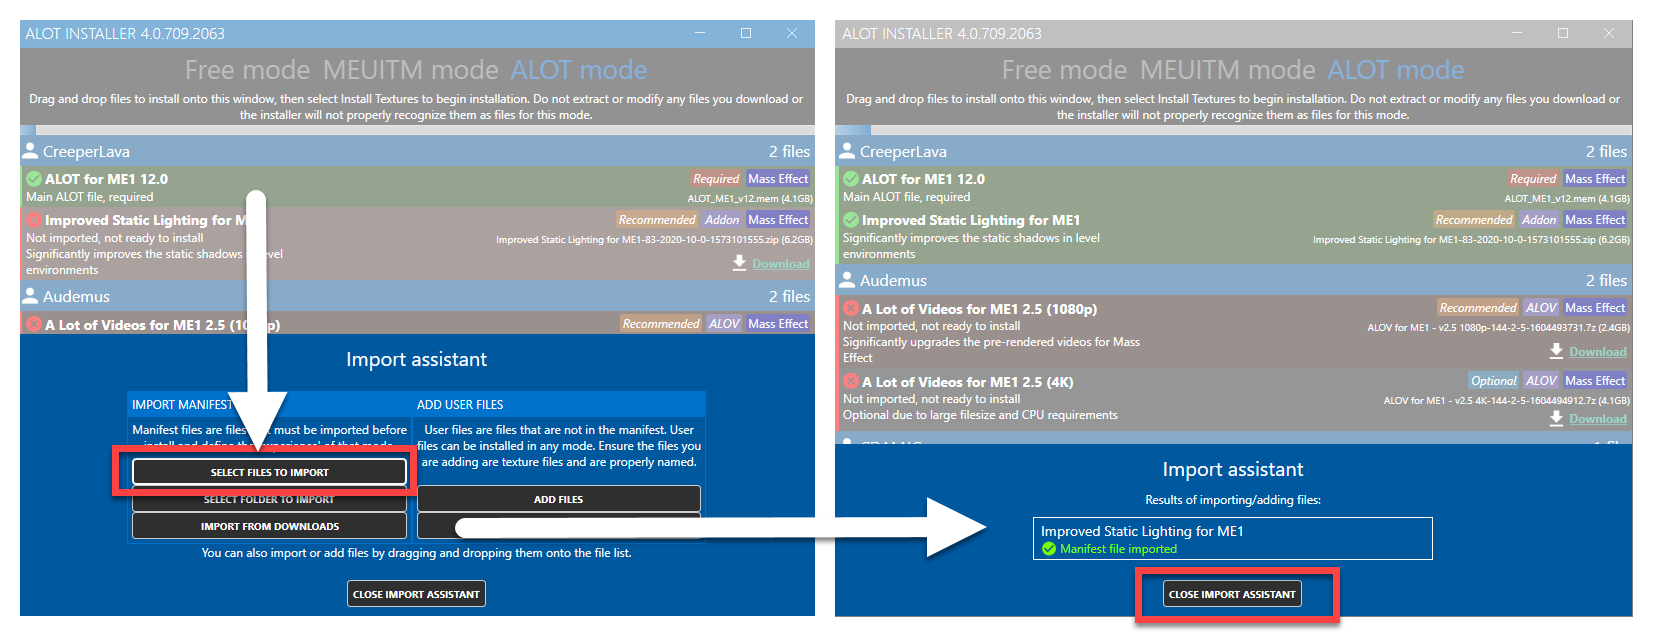 ALOT INSTALLER 4.0.709.2063
Free mode MEUITM mode ALOT mode
Drag and drop files to install onto this window, then select Install Textures to begin installation. Do not extract or modify any files you download or
the installer will not properly recognize them as files for this mode.
CreeperLava 2 files
ALOT for ME1 12.0 Required Mass Effect
Main ALOT file, required ALOT_ME1_v12.mem (4.1GB)
Improved Static Lighting for M Recommended Addon Mass Effect
Not imported, not ready to install Improved Static Lighting for ME1-83-2020-10-0-1573101555.zip (6.2GB)
Significantly improves the static shadows in level
environments Download
Audemus 2 files
A Lot of Videos for ME1 2.5 (10 p) Recommended ALOV Mass Effect
Import assistant
IMPORT MANIFEST
Manifest files are files must be imported before
install and define the experience' of that mode
SELECT FILES TO IMPORT
SELECT FOLDER TO IMPORT
IMPORT FROM DOWNLOADS
ADD USER FILES
User files are files that are not in the manifest. User
files can be installed in any mode. Ensure the files you
are adding are texture files and are properly named.
ADD FILES
You can also import or add files by dragging and dropping them onto the file list.
CLOSE IMPORT ASSISTANT
ALOT INSTALLER 4.0.709.2063
Free mode MEUITM mode ALOT mode
Drag and drop files to install onto this window, then select Install Textures to begin installation. Do not extract or modify any files you download or
the installer will not properly recognize them as files for this mode.
CreeperLava 2 files
ALOT for ME1 12.0 Required Mass Effect
Main ALOT file, required ALOT_ME1_v12.mem (4.1GB)
Improved Static Lighting for ME1 Recommended Addon Mass Effect
Significantly improves the static shadows in level Improved Static Lighting for ME1-83-2020-10-0-1573101555.zip (6.2GB)
environments
Audemus 2 files
A Lot of Videos for ME1 2.5 (1080p) Recommended ALOV Mass Effect
Not imported, not ready to install ALOV for ME1 - v2.5 1080p-144-2-5-1604493731.7z (2.4GB)
Significantly upgrades the pre-rendered videos for Mass
Effect Download
A Lot of Videos for ME1 2.5 (4K) Optional ALOV Mass Effect
Not imported, not ready to install ALOV for ME1 - v2.5 4K-144-2-5-1604494912.7z (4.1GB)
Optional due to large filesize and CPU requirements Download
Import assistant
Results of importing/adding files:
Improved Static Lighting for ME1
Manifest file imported
CLOSE IMPORT ASSISTANT